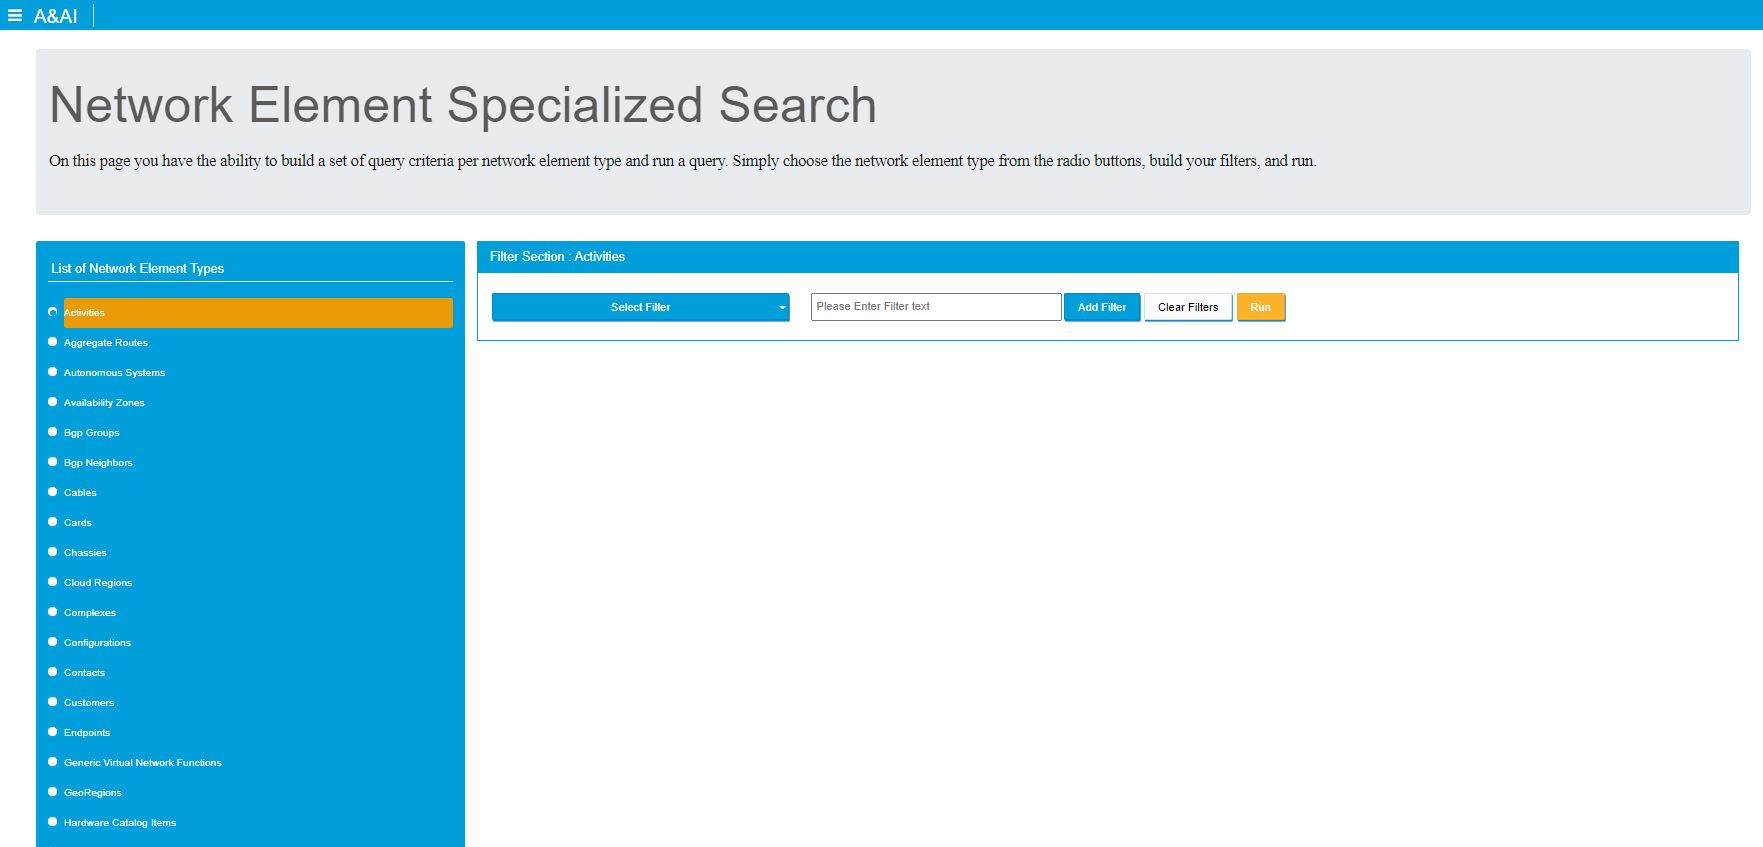 A&AI
Network Element Specialized Search
On this page you have the ability to build a set of query criteria per network element type and run a query. Simply choose the network element type from the radio buttons, build your filters, and run.
List of Network Element Types
Activities
Aggregate Routes
Autonomous Systems
Availability Zones
Bgp Groups
Bgp Neighbors
Cables
Cards
Chassies
Cloud Regions
Complexes
Configurations
Contacts
Customers
Endpoints
Generic Virtual Network Functions
GeoRegions
Hardware Catalog Items
Filter Section : Activities
Select Filter Please Enter Filter text Add Filter Clear Filters Run